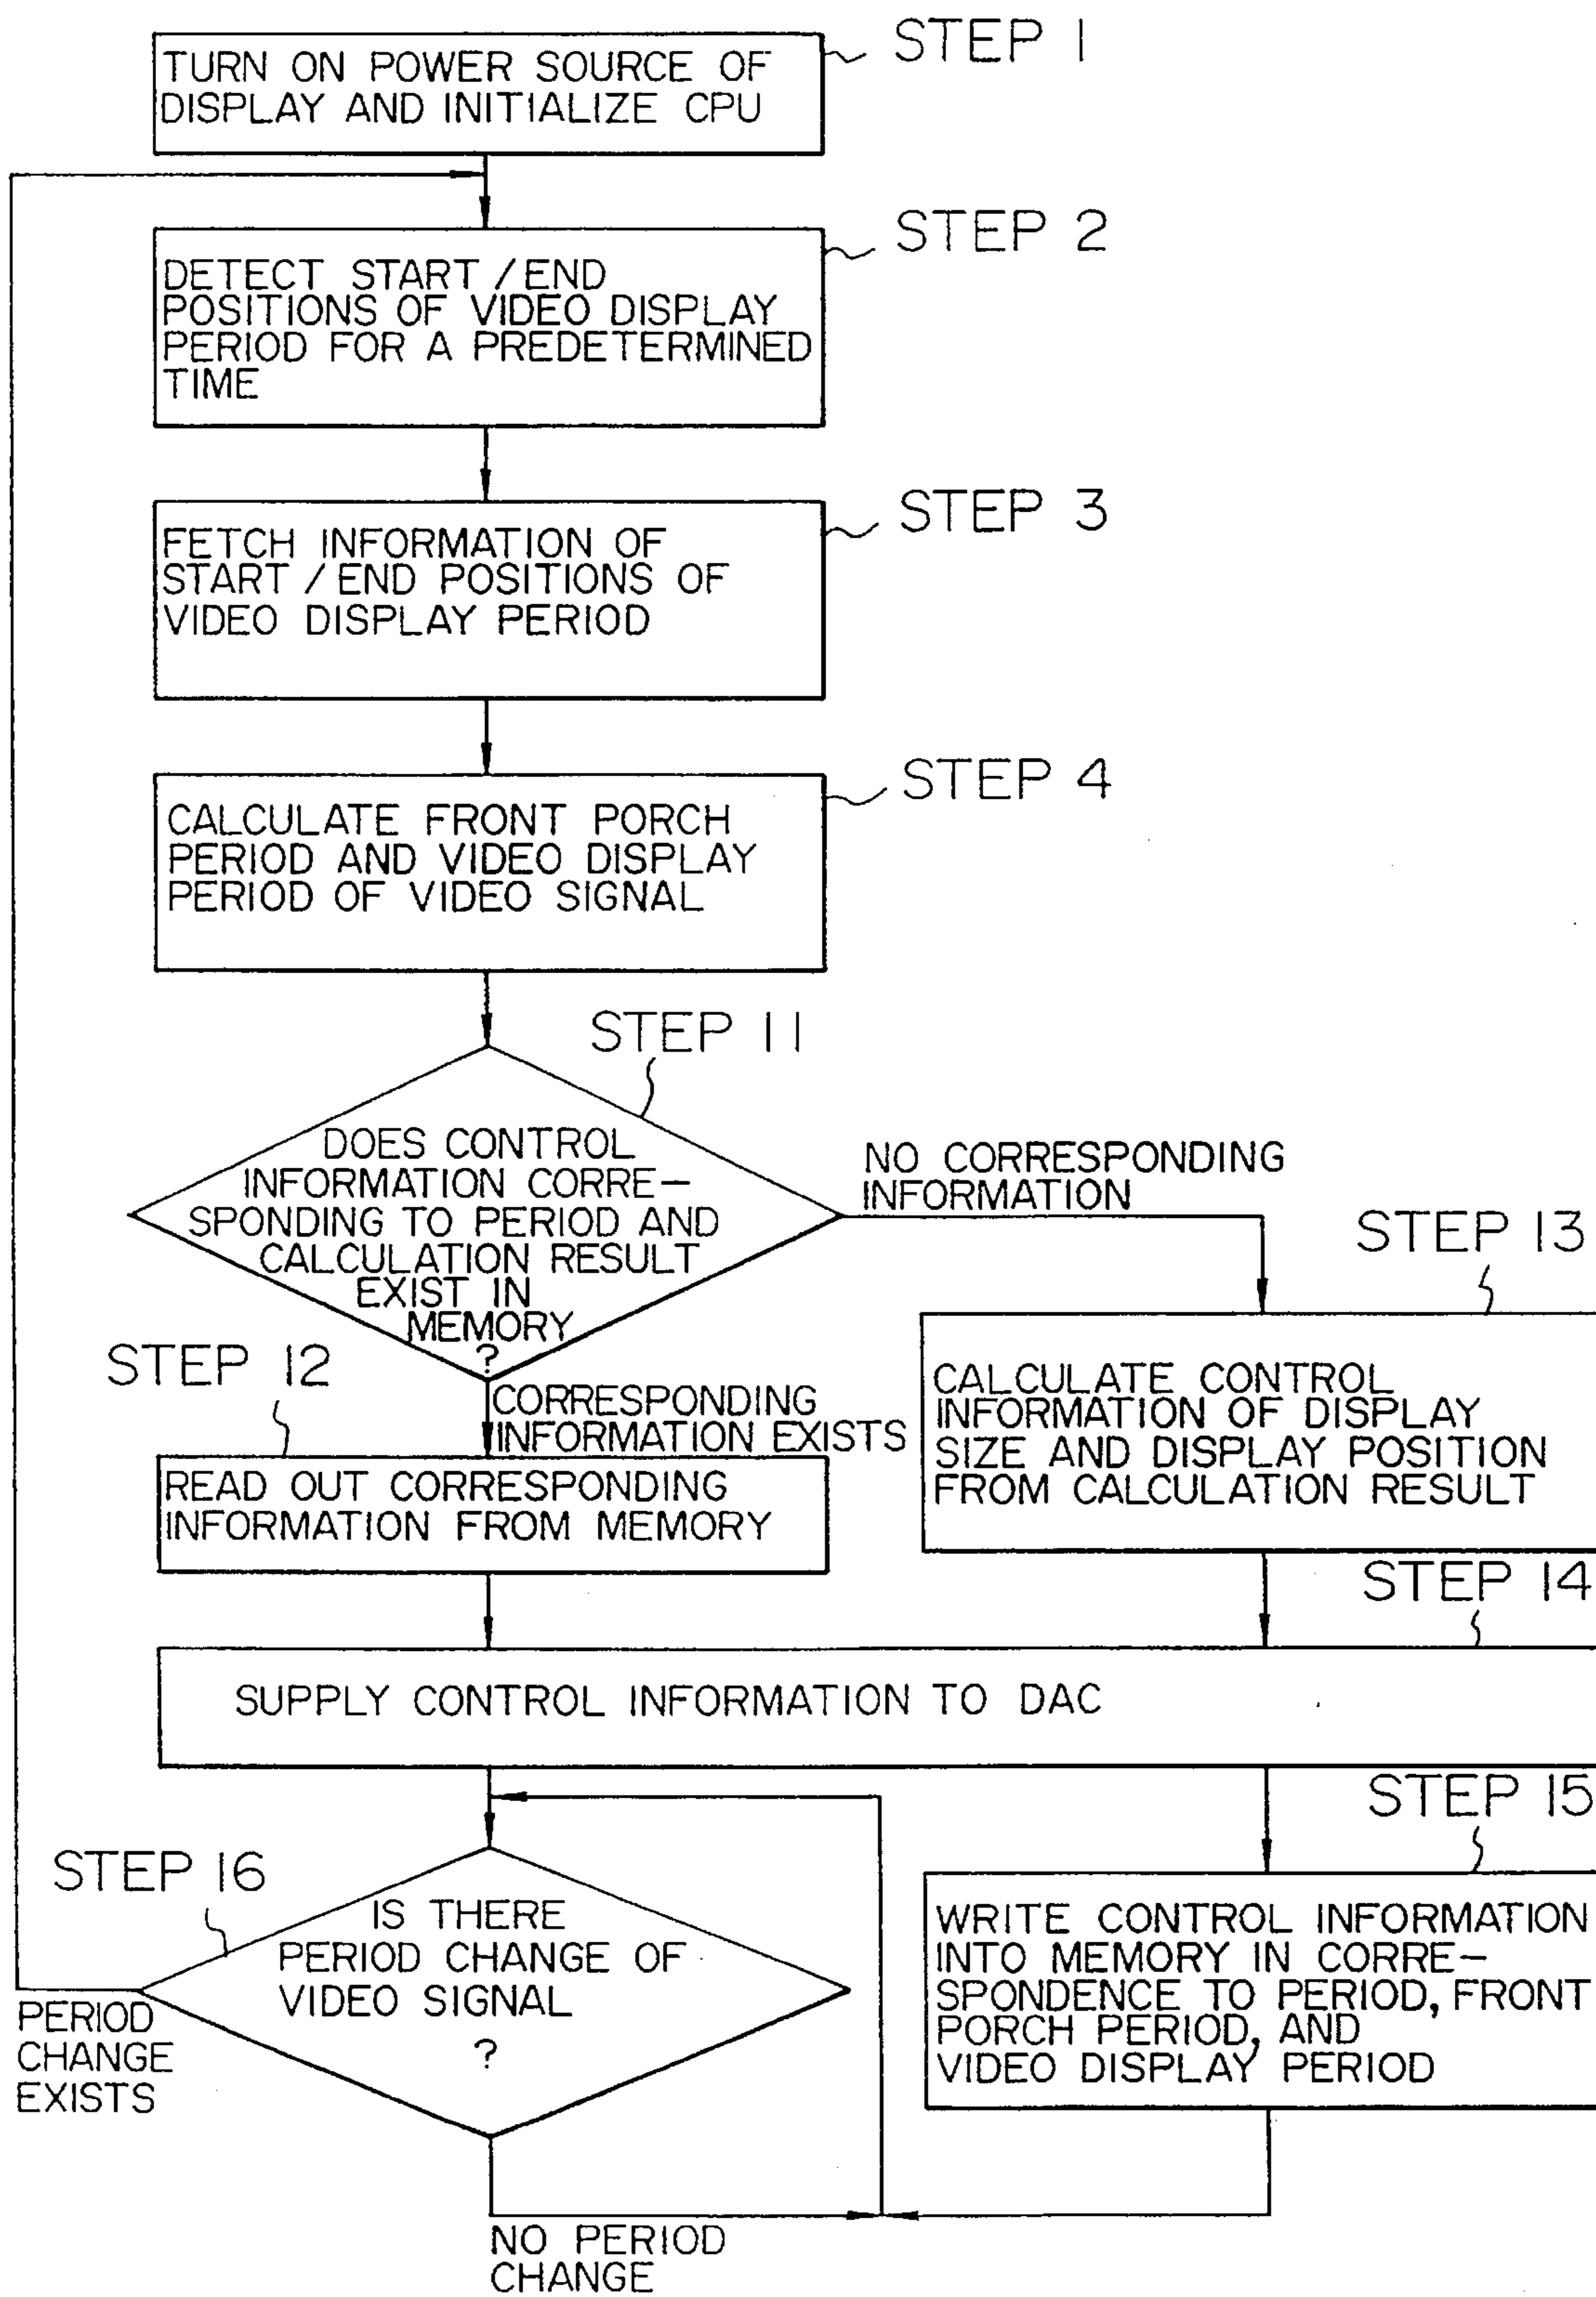 STEP 1
TURN ON POWER SOURCE OF
DISPLAY AND INITIALIZE CPU
STEP 2
DETECT START / END
POSITIONS OF VIDEO DISPLAY
PERIOD FOR A PREDETERMINED
TIME
STEP 3
FETCH INFORMATION OF
START / END POSITIONS OF
VIDEO DISPLAY PERIOD
STEP 4
CALCULATE FRONT PORCH
PERIOD AND VIDEO DISPLAY
PERIOD OF VIDEO SIGNAL
STEP 11
DOES CONTROL
INFORMATION CORRE-
SPONDING TO PERIOD AND
CALCULATION RESULT
EXIST IN
MEMORY
?
NO CORRESPONDING
INFORMATION
STEP 12
CORRESPONDING
INFORMATION EXISTS
READ OUT CORRESPONDING
INFORMATION FROM MEMORY
STEP 13
CALCULATE CONTROL
INFORMATION OF DISPLAY
SIZE AND DISPLAY POSITION
FROM CALCULATION RESULT
STEP 14
SUPPLY CONTROL INFORMATION TO DAC
STEP 15
WRITE CONTROL INFORMATION
INTO MEMORY IN CORRE-
SPONDENCE TO PERIOD, FRONT
PORCH PERIOD, AND
VIDEO DISPLAY PERIOD
STEP 16
IS THERE
PERIOD CHANGE OF
VIDEO SIGNAL
?
PERIOD
CHANGE
EXISTS
NO PERIOD
CHANGE